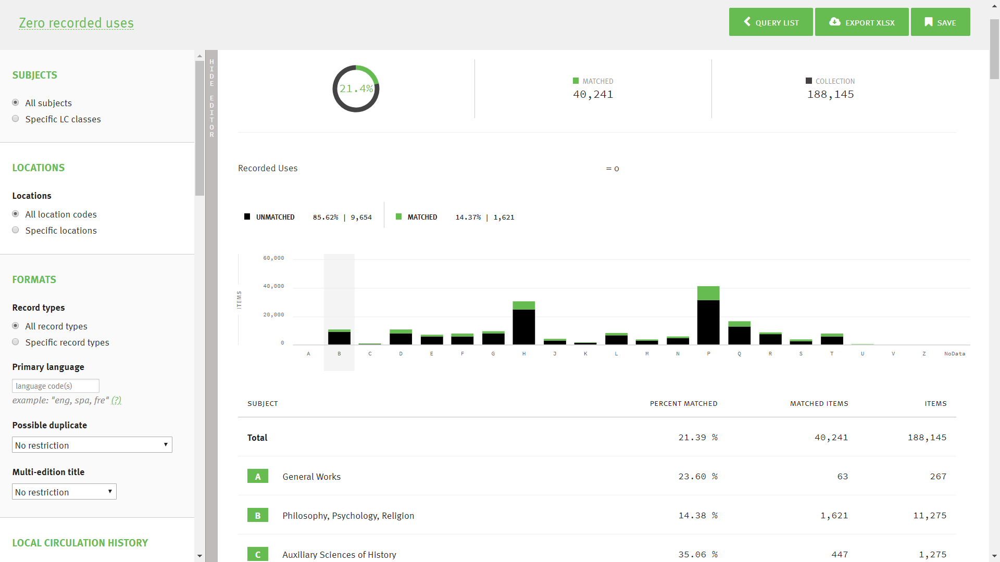 Zero recorded uses
QUERY LIST
EXPORT XLSX
SAVE
SUBJECTS
All subjects
Specific LC classes
LOCATIONS
Locations
All location codes
Specific locations
FORMATS
Record types
All record types
Specific record types
Primary language
language code(s)
example: "eng, spa, fre" (?)
Possible duplicate
No restriction
Multi-edition title
No restriction
LOCAL CIRCULATION HISTORY
HIDE EDITOR
21.4%
MATCHED
40,241
COLLECTION
188,145
Recorded Uses = 0
UNMATCHED 85.62% | 9,654 MATCHED 14.37% | 1,621
ITEMS
60,000
40,000
20,000
0
A B C D E F G H J K L M N P Q R S T U V Z NoData
SUBJECT PERCENT MATCHED MATCHED ITEMS ITEMS
Total 21.39 % 40,241 188,145
A General Works 23.60 % 63 267
B Philosophy, Psychology, Religion 14.38 % 1,621 11,275
C Auxiliary Sciences of History 35.06 % 447 1,275